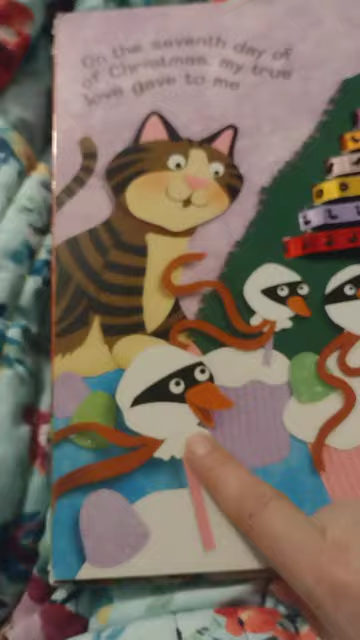 On the seventh day of
of Christmas, my true
love gave to me